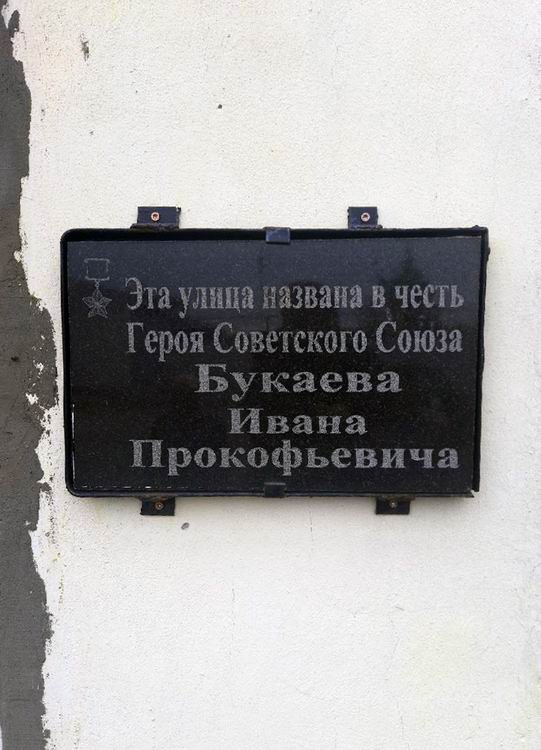 Эта улица названа в честь
Героя Советского Союза
Букаева
Ивана
Прокофьевича